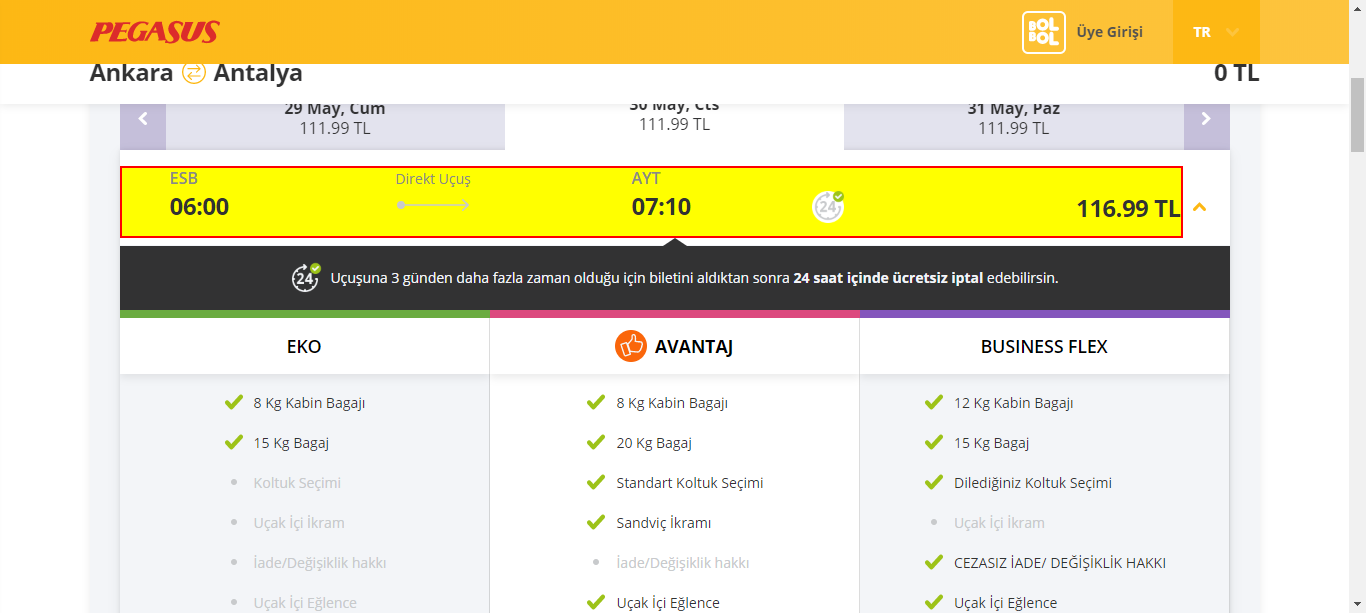 PEGASUS
BOL BOL Üye Girişi TR
Ankara Antalya 0 TL
29 May, Cum 30 May, Cts 31 May, Paz
111.99 TL 111.99 TL 111.99 TL
ESB Direkt Uçuş AYT
06:00 07:10 24 116.99 TL
24 Uçuşuna 3 günden daha fazla zaman olduğu için biletini aldıktan sonra 24 saat içinde ücretsiz iptal edebilirsin.
EKO AVANTAJ BUSINESS FLEX
8 Kg Kabin Bagajı 8 Kg Kabin Bagajı 12 Kg Kabin Bagajı
15 Kg Bagaj 20 Kg Bagaj 15 Kg Bagaj
Koltuk Seçimi Standart Koltuk Seçimi Dilediğiniz Koltuk Seçimi
Uçak İçi İkram Sandviç İkramı Uçak İçi İkram
İade/Değişiklik hakkı İade/Değişiklik hakkı CEZASIZ İADE/ DEĞİŞİKLİK HAKKI
Uçak İçi Eğlence Uçak İçi Eğlence Uçak İçi Eğlence